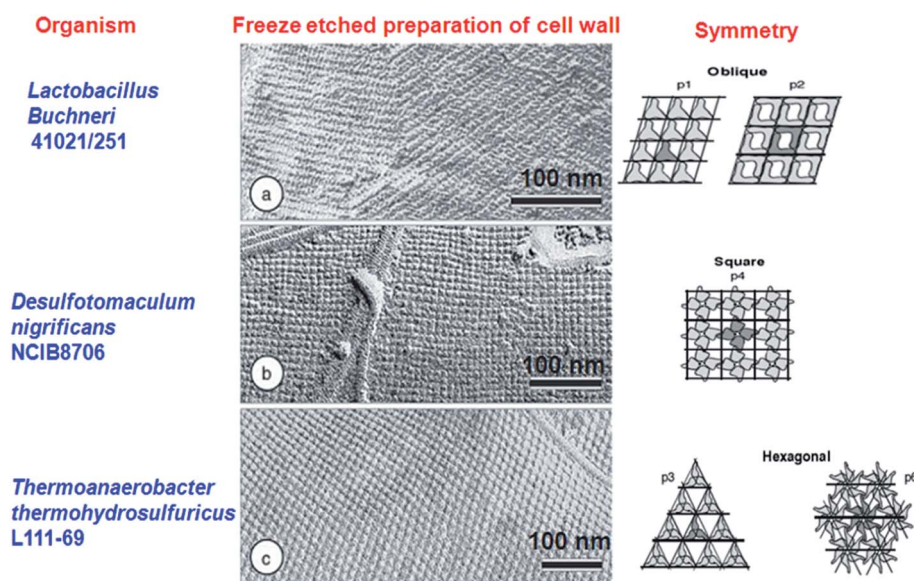 Organism
Freeze etched preparation of cell wall
Symmetry
Lactobacillus
Buchneri
41021/251
a
100 nm
Oblique
p1
p2
Desulfotomaculum
nigrificans
NCIB8706
b
100 nm
Square
p4
Thermoanaerobacter
thermohydrosulfuricus
L111-69
c
100 nm
Hexagonal
p3
p6